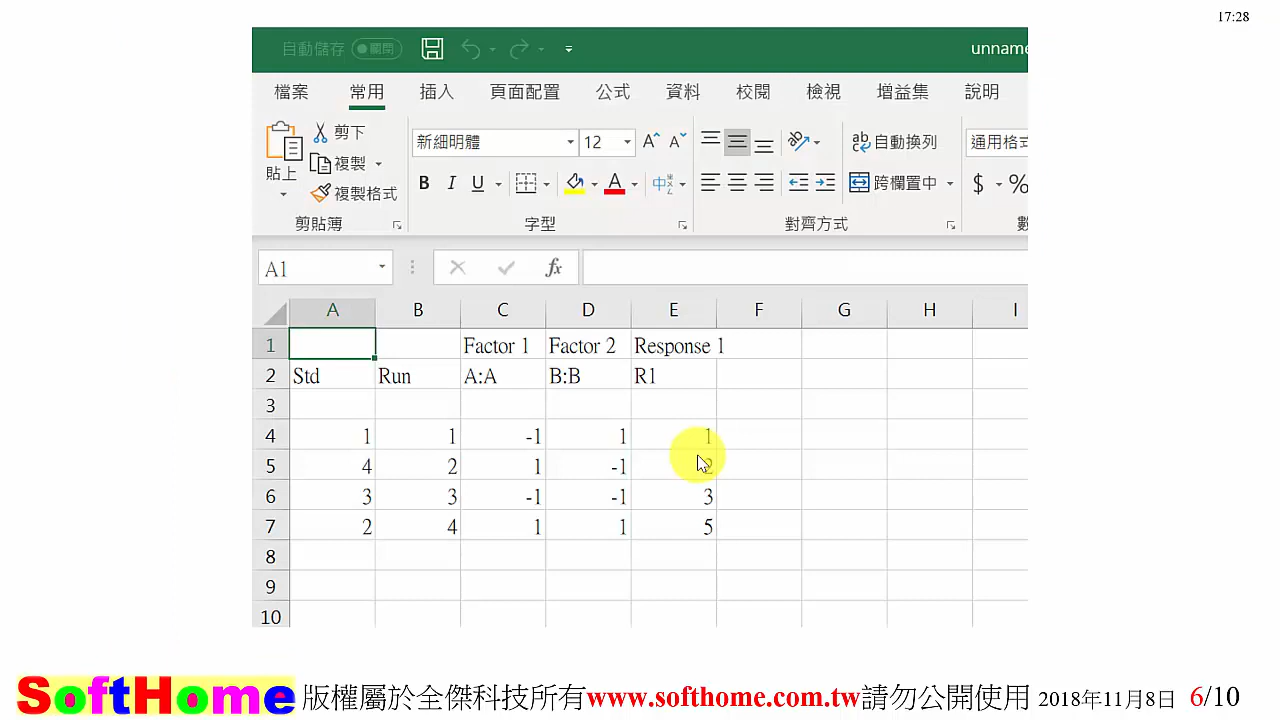 17:28
自動儲存 關閉 unname
檔案 常用 插入 頁面配置 公式 資料 校閱 檢視 增益集 說明
貼上 剪下 新細明體 12 自動換列 通用格式
複製
複製格式 B I U A 中 跨欄置中 $ %
剪貼簿 字型 對齊方式 數
A1 fx
A B C D E F G H I
1 Factor 1 Factor 2 Response 1
2 Std Run A:A B:B R1
3
4 1 1 -1 1 1
5 4 2 1 -1 2
6 3 3 -1 -1 3
7 2 4 1 1 5
8
9
10
SoftHome 版權屬於全傑科技所有www.softhome.com.tw請勿公開使用 2018年11月8日 6/10